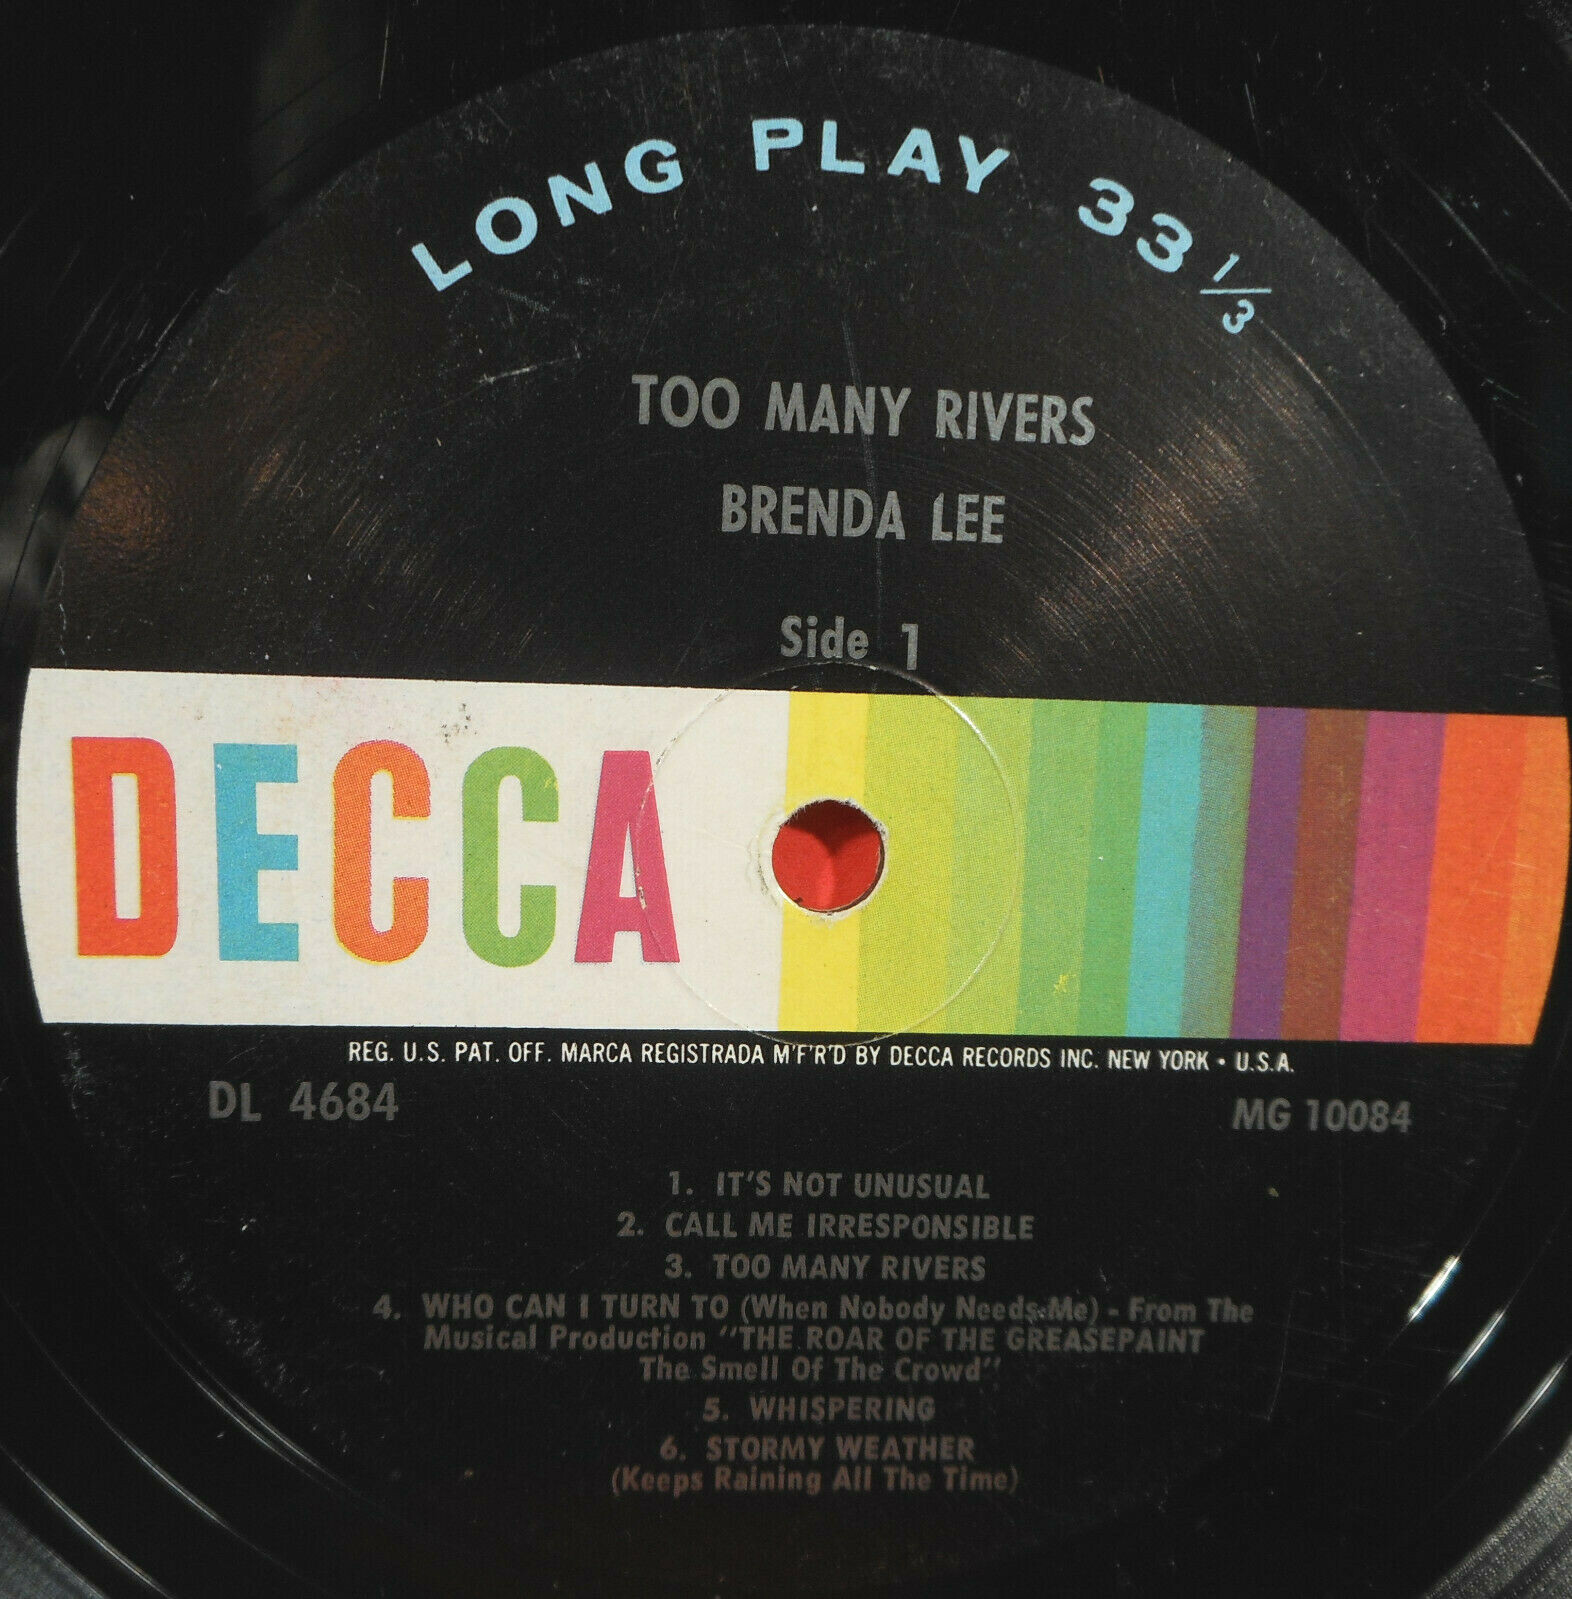 LONG PLAY 33 1/3
TOO MANY RIVERS
BRENDA LEE
Side 1
DECCA
REG. U.S. PAT. OFF. MARCA REGISTRADA M'F'R'D BY DECCA RECORDS INC. NEW YORK • U.S.A.
DL 4684
MG 10084
1. IT'S NOT UNUSUAL
2. CALL ME IRRESPONSIBLE
3. TOO MANY RIVERS
4. WHO CAN I TURN TO (When Nobody Needs Me) - From The
Musical Production "THE ROAR OF THE GREASEPAINT
The Smell Of The Crowd"
5. WHISPERING
6. STORMY WEATHER
(Keeps Raining All The Time)